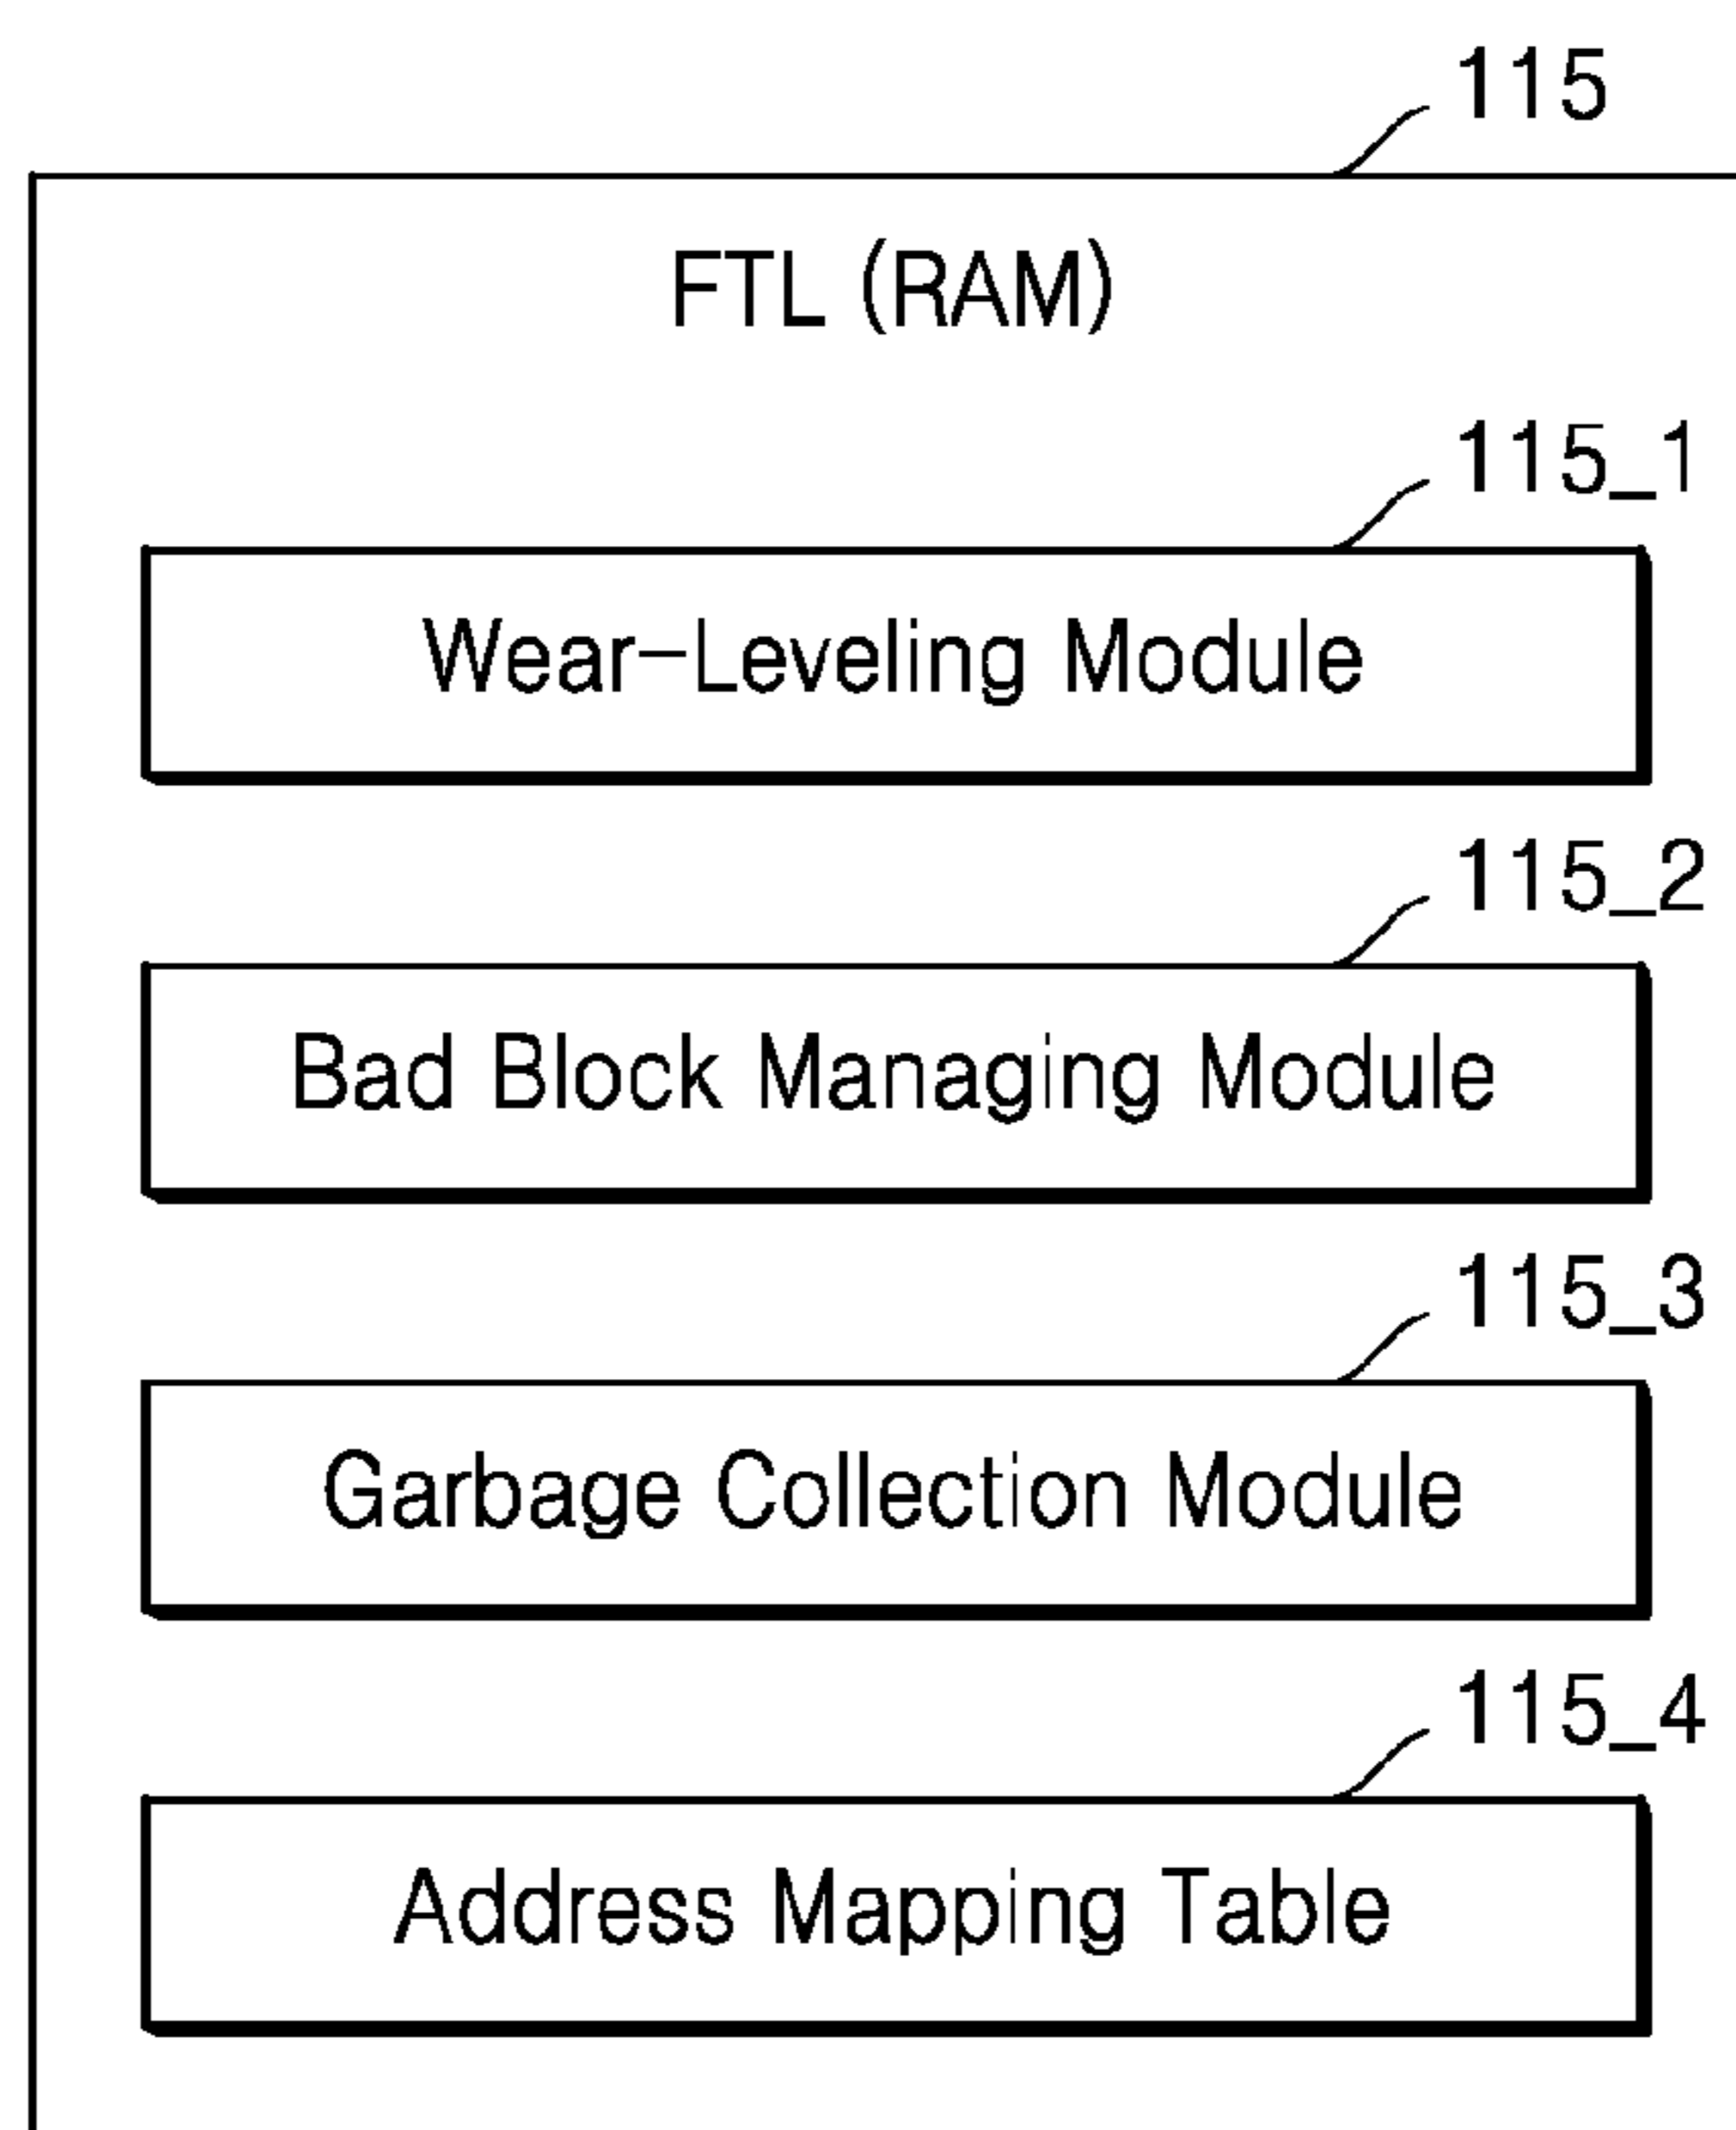 115
FTL (RAM)
115_1
Wear-Leveling Module
115_2
Bad Block Managing Module
115_3
Garbage Collection Module
115_4
Address Mapping Table